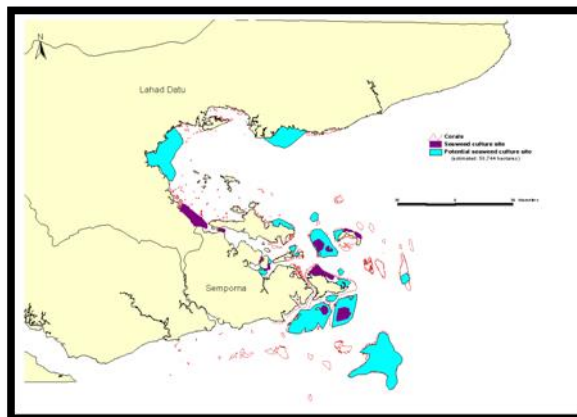 N
Lahad Datu
Corals
Seaweed culture site
Potential seaweed culture site
Semporna